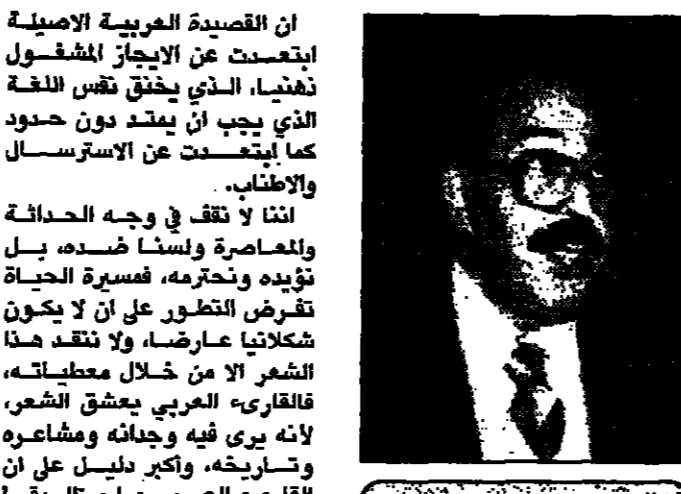 ان القصيدة العربية الاصيلة
ابتعدت عن الايجاز المشغول
ذهنيا، الذي يخنق نفس اللغة
الذي يجب ان يمتد دون حدود
كما ابتعدت عن الاسترسال
والاطناب.
اننا لا نقف في وجه الحداثة
والمعاصرة ولسنا ضده، بل
نؤيده ونحترمه، فمسيرة الحياة
تفرض التطور على ان لا يكون
شكلانيا عارضا، ولا ننقد هذا
الشعر الا من خلال معطياته،
فالقارىء العربي يعشق الشعر،
لأنه يرى فيه وجدانه ومشاعره
وتاريخه، وأكبر دليل على ان